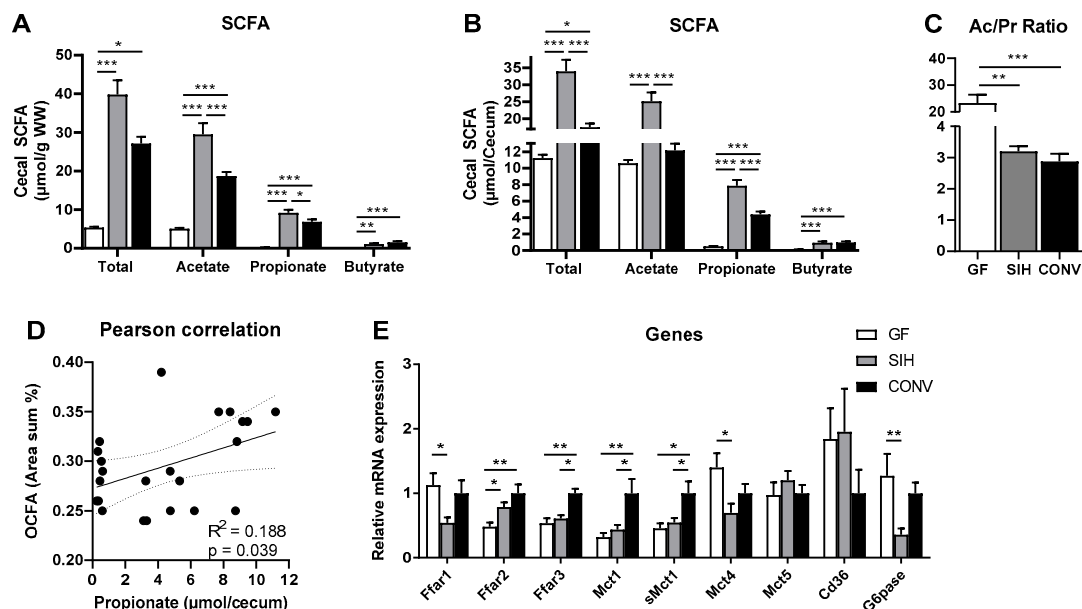 A
SCFA
Cecal SCFA
(μmol/g WW)
50
40
30
20
10
0
*
***
***
*** ***
***
*** *
***
**
Total
Acetate
Propionate
Butyrate
B
SCFA
Cecal SCFA
(μmol/Cecum)
35
30
25
20
15
12
10
8
6
4
2
0
*
*** ***
*** ***
***
*** ***
***
***
Total
Acetate
Propionate
Butyrate
C
Ac/Pr Ratio
40
30
20
4
3
2
1
0
***
**
GF
SIH
CONV
D
Pearson correlation
OCFA (Area sum %)
0.40
0.35
0.30
0.25
0.20
R2 = 0.188
p = 0.039
0 2 4 6 8 10 12
Propionate (μmol/cecum)
E
Genes
GF
SIH
CONV
Relative mRNA expression
3
2
1
0
*
**
*
**
*
**
*
*
*
*
**
Ffar1
Ffar2
Ffar3
Mct1
sMct1
Mct4
Mct5
Cd36
G6pase